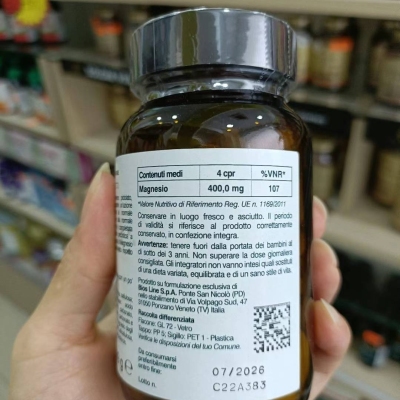 Contenuti medi 4 cpr %VNR*
Magnesio 400,0 mg 107
*Valore Nutritivo di Riferimento Reg. UE n. 1169/2011
Conservare in luogo fresco e asciutto. Il periodo
di validità si riferisce al prodotto correttamente
conservato, in confezione integra.
Avvertenze: tenere fuori dalla portata dei bambini al
di sotto dei 3 anni. Non superare la dose giornaliera
consigliata. Gli integratori non vanno intesi quali sostituti
di una dieta variata, equilibrata e di un sano stile di vita.
Prodotto su formulazione esclusiva di
Bios Line S.p.A. Ponte San Nicolò (PD)
nello stabilimento di Via Volpago Sud, 47
31050 Ponzano Veneto (TV) Italia
Raccolta differenziata
Flacone: GL 72 - Vetro
Tappo: PP 5; Sigillo: PET 1 - Plastica
Verifica le disposizioni del tuo Comune.
Da consumarsi
preferibilmente
entro fine: 07/2026
Lotto n. C22A383